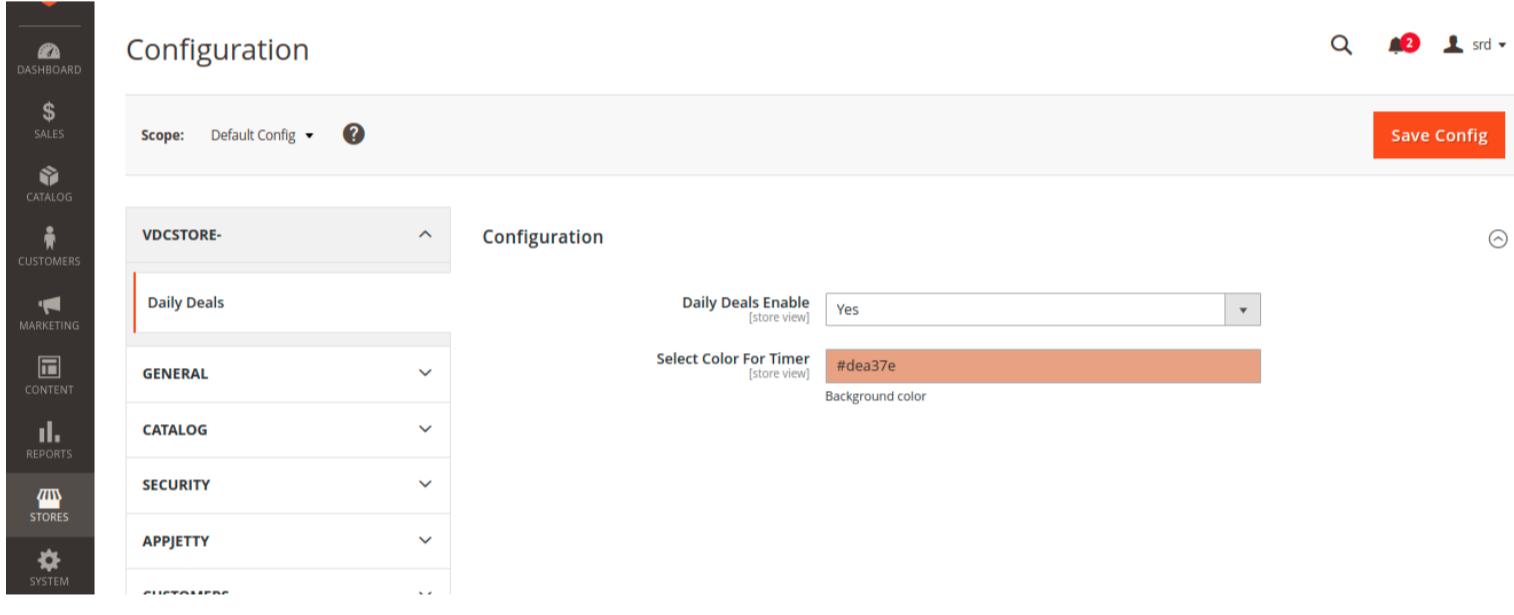 Configuration
2
srd
DASHBOARD
SALES
CATALOG
CUSTOMERS
MARKETING
CONTENT
REPORTS
STORES
SYSTEM
Scope: Default Config ?
Save Config
VDCSTORE-
Daily Deals
GENERAL
CATALOG
SECURITY
APPJETTY
CUSTOMERS
Configuration
Daily Deals Enable
[store view]
Yes
Select Color For Timer
[store view]
#dea37e
Background color